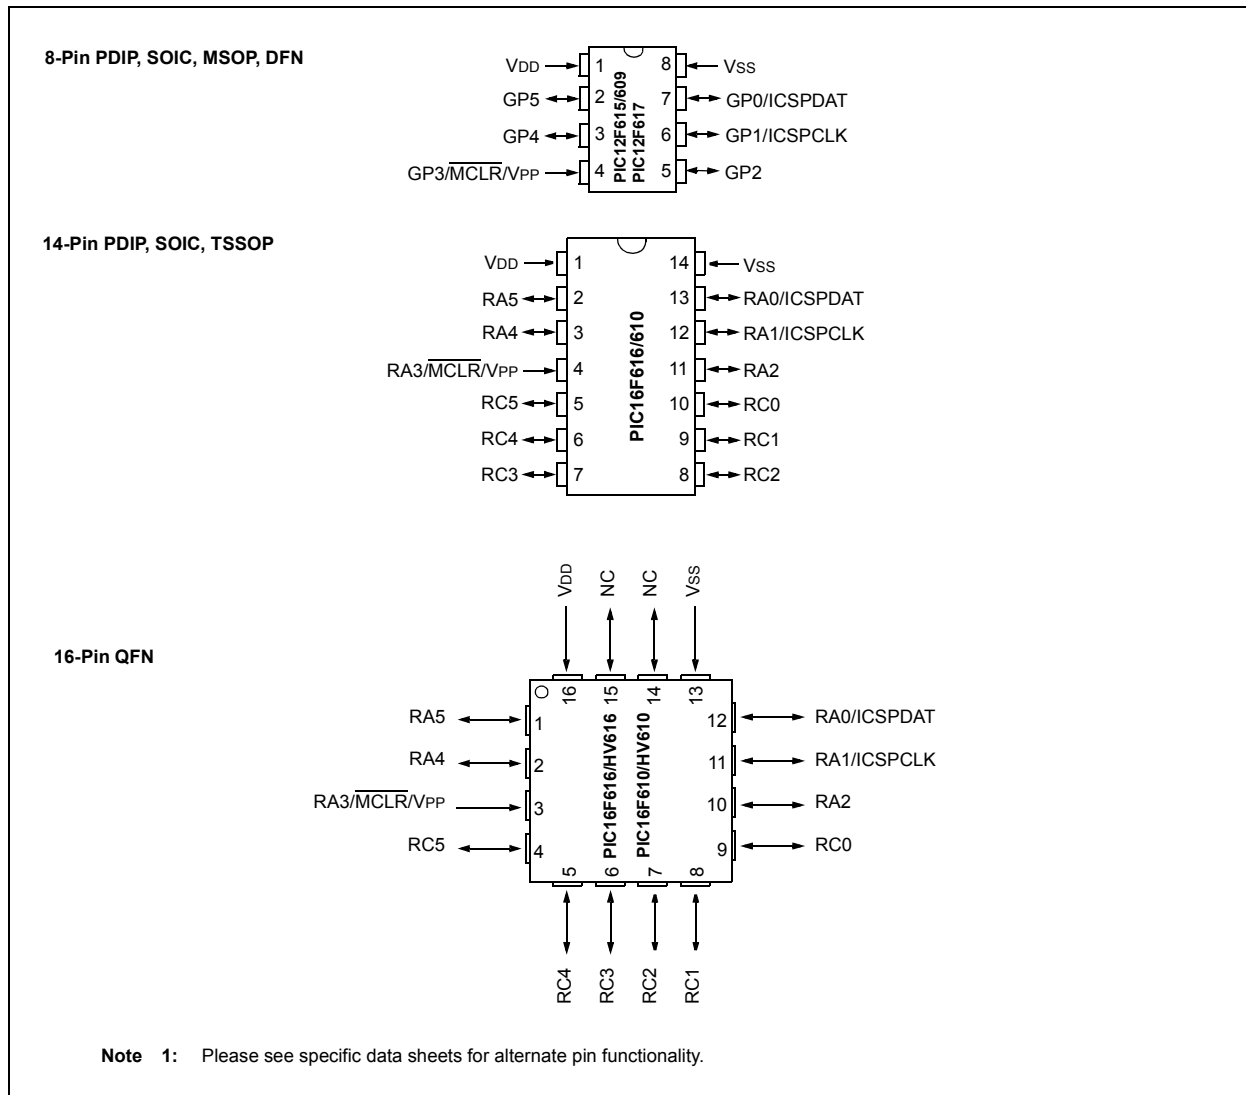 8-Pin PDIP, SOIC, MSOP, DFN
VDD 1 8 VSS
GP5 2 7 GP0/ICSPDAT
GP4 3 6 GP1/ICSPCLK
GP3/MCLR/VPP 4 5 GP2
PIC12F615/609
PIC12F617
14-Pin PDIP, SOIC, TSSOP
VDD 1 14 VSS
RA5 2 13 RA0/ICSPDAT
RA4 3 12 RA1/ICSPCLK
RA3/MCLR/VPP 4 11 RA2
RC5 5 10 RC0
RC4 6 9 RC1
RC3 7 8 RC2
PIC16F616/610
16-Pin QFN
VDD NC NC VSS
16 15 14 13
RA5 1 12 RA0/ICSPDAT
RA4 2 11 RA1/ICSPCLK
RA3/MCLR/VPP 3 10 RA2
RC5 4 9 RC0
PIC16F616/HV616
PIC16F610/HV610
5 6 7 8
RC4 RC3 RC2 RC1
Note 1: Please see specific data sheets for alternate pin functionality.